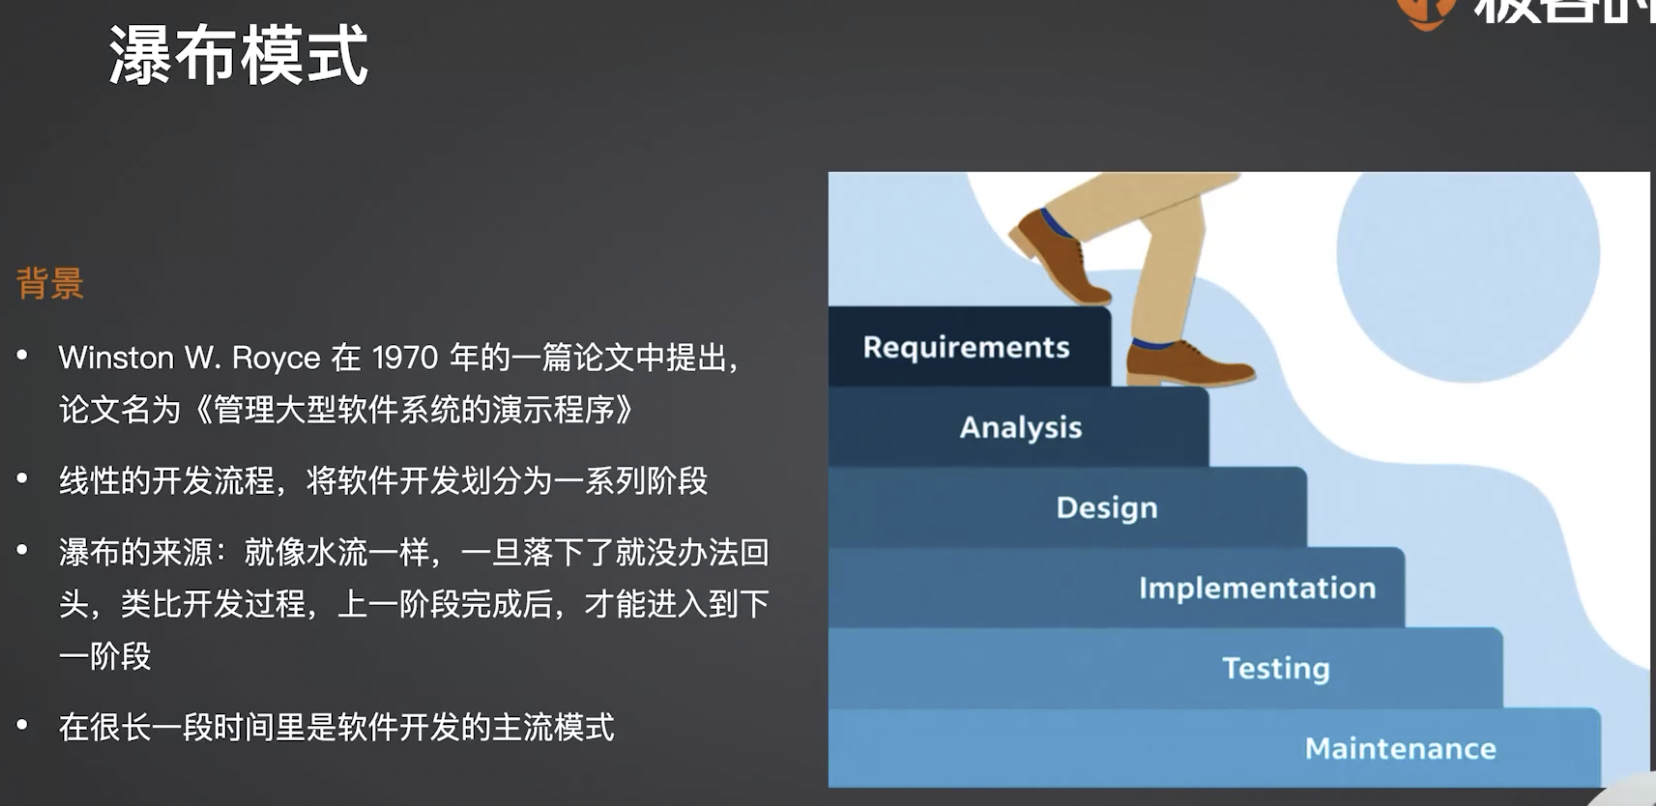 瀑布模式
背景
• Winston W. Royce 在 1970 年的一篇论文中提出，
论文名为《管理大型软件系统的演示程序》
• 线性的开发流程，将软件开发划分为一系列阶段
• 瀑布的来源：就像水流一样，一旦落下了就没办法回
头，类比开发过程，上一阶段完成后，才能进入到下
一阶段
• 在很长一段时间里是软件开发的主流模式
Requirements
Analysis
Design
Implementation
Testing
Maintenance